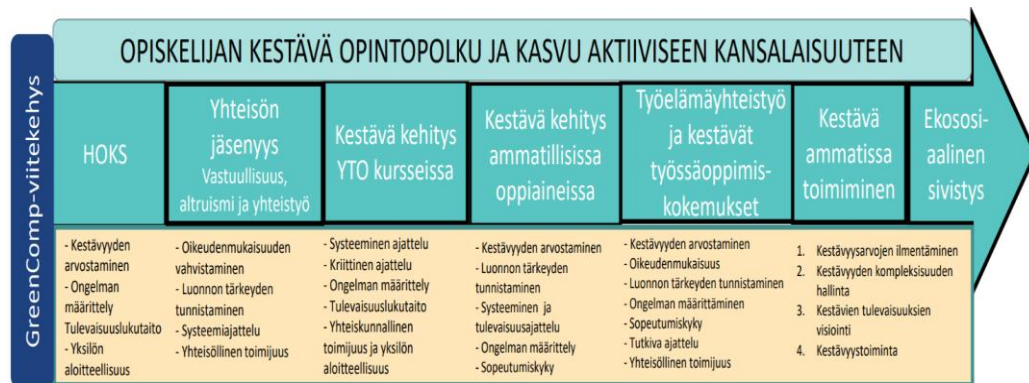 GreenComp-viitekehys
OPISKELIJAN KESTÄVÄ OPINTOPOLKU JA KASVU AKTIIVISEEN KANSALAISUUTEEN
HOKS
Yhteisön
jäsenyys
Vastuullisuus,
altruismi ja yhteistyö
Kestävä kehitys
YTO kursseissa
Kestävä kehitys
ammatillisissa
oppiaineissa
Työelämäyhteistyö
ja kestävät
työssäoppimis-
kokemukset
Kestävä
ammatissa
toimiminen
Ekososi-
aalinen
sivistys
- Kestävyyden
arvostaminen
- Ongelman
määrittely
Tulevaisuuslukutaito
- Yksilön
aloitteellisuus
- Oikeudenmukaisuuden
vahvistaminen
- Luonnon tärkeyden
tunnistaminen
- Systeemiajattelu
- Yhteisöllinen toimijuus
- Systeeminen ajattelu
- Kriittinen ajattelu
- Ongelman määrittely
- Tulevaisuuslukutaito
- Yhteiskunnallinen
toimijuus ja yksilön
aloitteellisuus
- Kestävyyden arvostaminen
- Luonnon tärkeyden
tunnistaminen
- Systeeminen ja
tulevaisuusajattelu
- Ongelman määrittely
- Sopeutumiskyky
- Kestävyyden arvostaminen
- Oikeudenmukaisuus
- Luonnon tärkeyden tunnistaminen
- Ongelman määrittäminen
- Sopeutumiskyky
- Tutkiva ajattelu
- Yhteisöllinen toimijuus
1. Kestävyysarvojen ilmentäminen
2. Kestävyyden kompleksisuuden
hallinta
3. Kestävien tulevaisuuksien
visiointi
4. Kestävyystoiminta